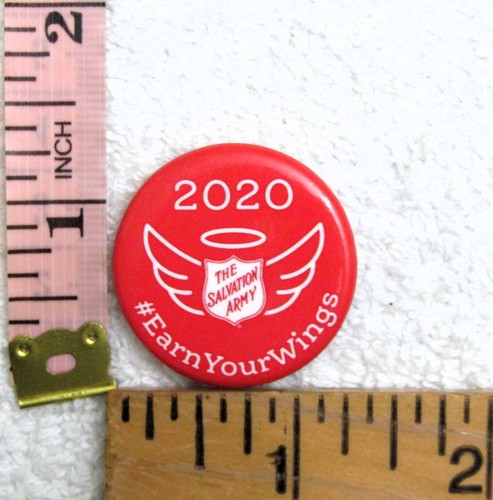 2
INCH
1
2020
THE
SALVATION
ARMY
#EarnYourWings
1
2